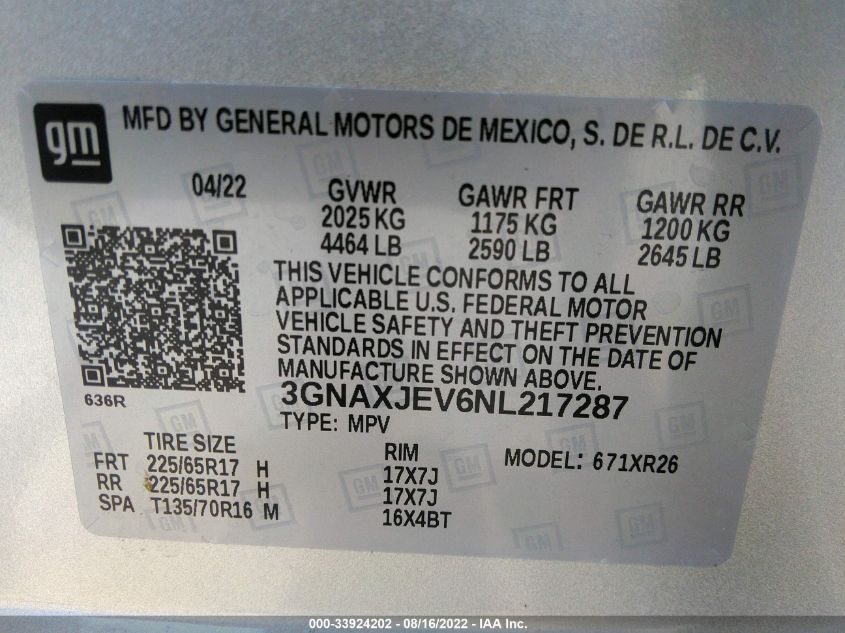 gm MFD BY GENERAL MOTORS DE MEXICO, S. DE R.L. DE C.V.
04/22 GVWR GAWR FRT GAWR RR
2025 KG 1175 KG 1200 KG
4464 LB 2590 LB 2645 LB
THIS VEHICLE CONFORMS TO ALL
APPLICABLE U.S. FEDERAL MOTOR
VEHICLE SAFETY AND THEFT PREVENTION
STANDARDS IN EFFECT ON THE DATE OF
MANUFACTURE SHOWN ABOVE.
636R
3GNAXJEV6NL217287
TYPE: MPV
TIRE SIZE RIM MODEL: 671XR26
FRT 225/65R17 H 17X7J
RR 225/65R17 H 17X7J
SPA T135/70R16 M 16X4BT
000-33924202 - 08/16/2022 - IAA Inc.